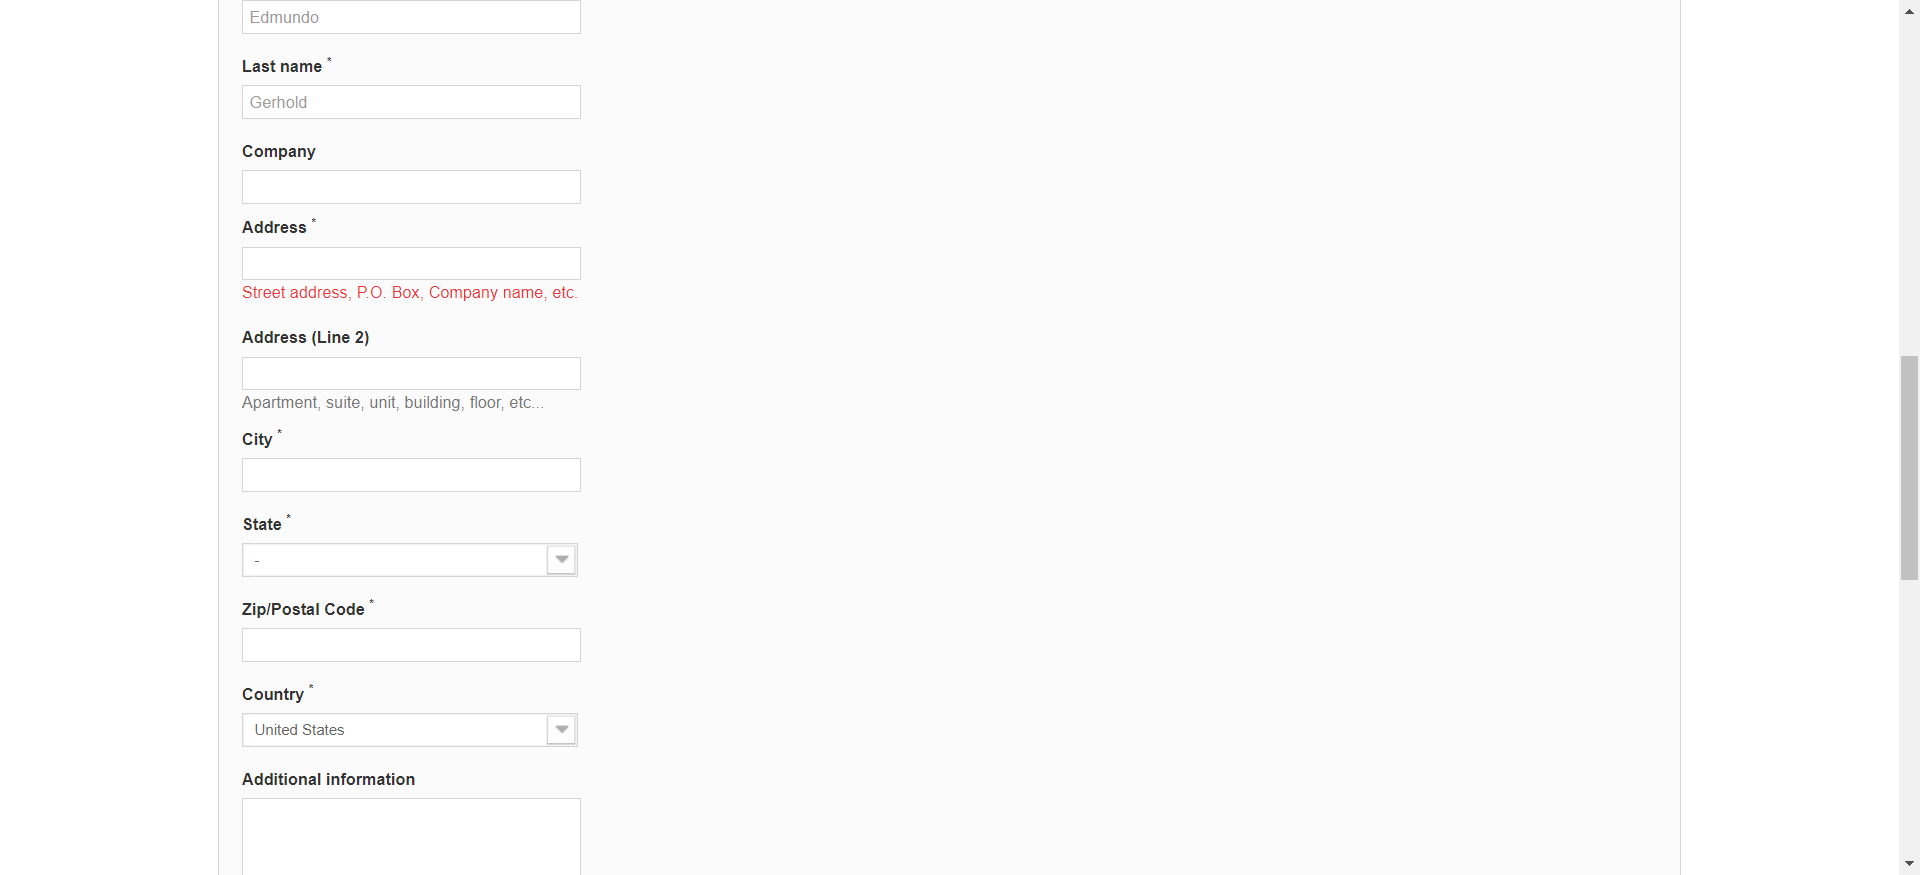 Edmundo
Last name *
Gerhold
Company
Address *
Street address, P.O. Box, Company name, etc.
Address (Line 2)
Apartment, suite, unit, building, floor, etc...
City *
State *
-
Zip/Postal Code *
Country *
United States
Additional information